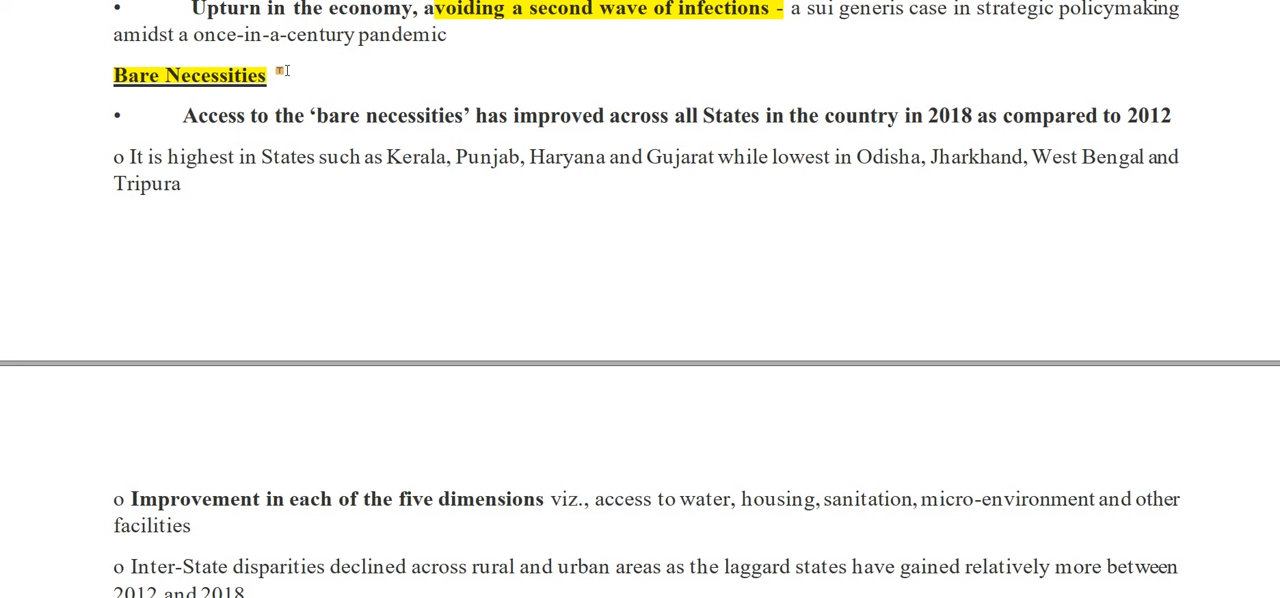 • Upturn in the economy, avoiding a second wave of infections - a sui generis case in strategic policymaking
amidst a once-in-a-century pandemic
Bare Necessities
• Access to the ‘bare necessities’ has improved across all States in the country in 2018 as compared to 2012
o It is highest in States such as Kerala, Punjab, Haryana and Gujarat while lowest in Odisha, Jharkhand, West Bengal and
Tripura
o Improvement in each of the five dimensions viz., access to water, housing, sanitation, micro-environment and other
facilities
o Inter-State disparities declined across rural and urban areas as the laggard states have gained relatively more between
2012 and 2018